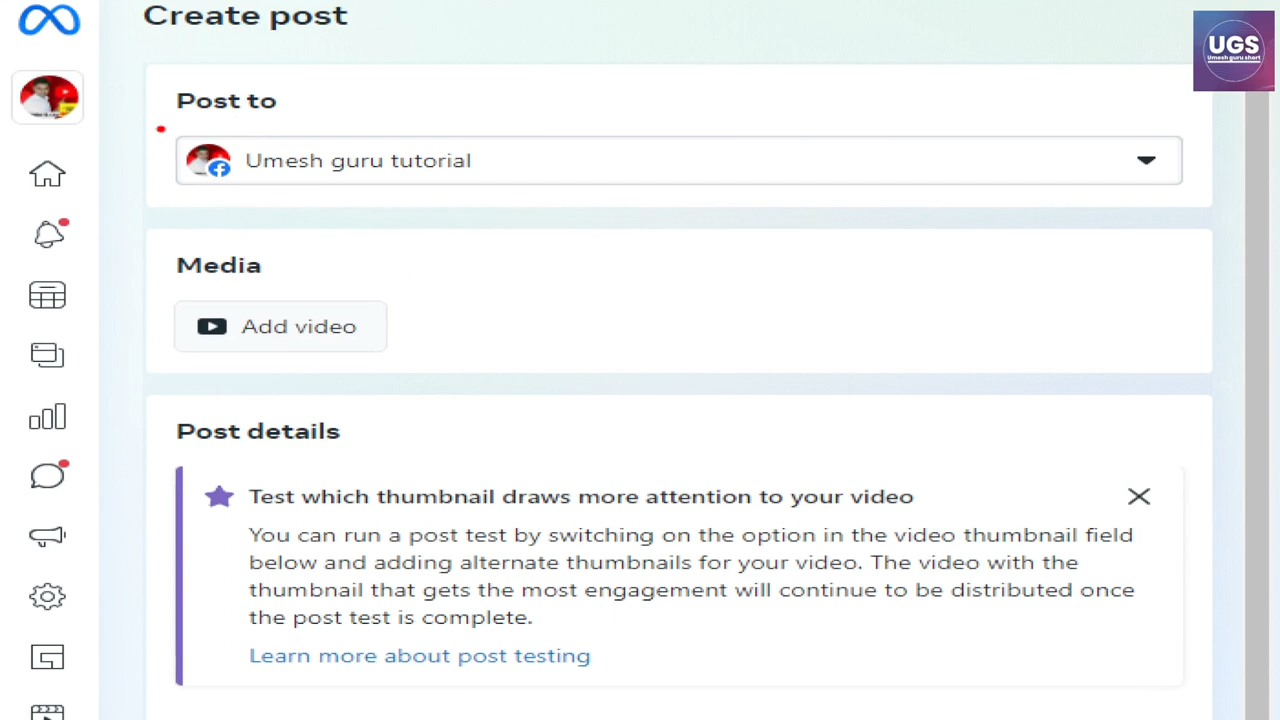 Create post
UGS
Umesh guru short
Post to
Umesh guru tutorial
Media
Add video
Post details
Test which thumbnail draws more attention to your video
You can run a post test by switching on the option in the video thumbnail field
below and adding alternate thumbnails for your video. The video with the
thumbnail that gets the most engagement will continue to be distributed once
the post test is complete.
Learn more about post testing